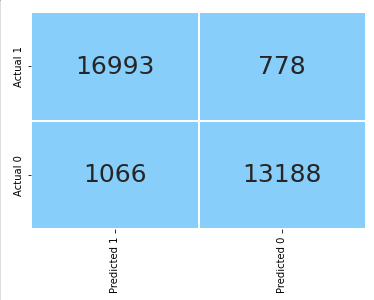 Actual 1
16993 778
Actual 0
1066 13188
Predicted 1
Predicted 0